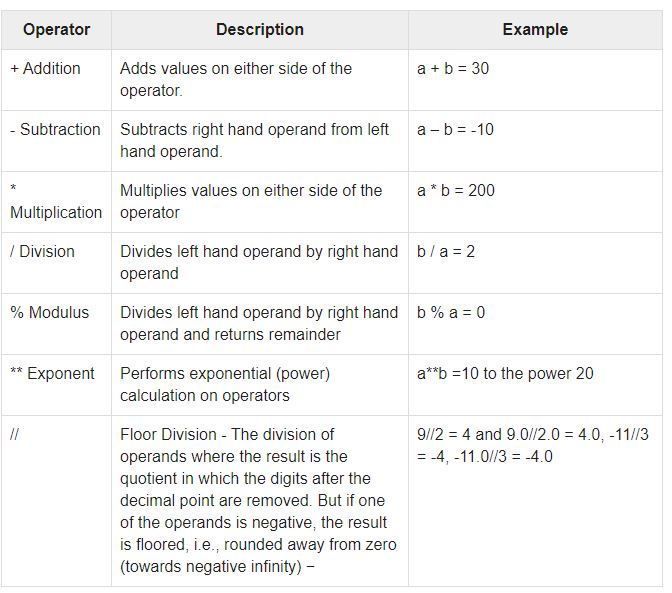 Operator Description Example
+ Addition
Adds values on either side of the
operator.
a + b = 30
- Subtraction
Subtracts right hand operand from left
hand operand.
a – b = -10
*
Multiplication
Multiplies values on either side of the
operator
a * b = 200
/ Division
Divides left hand operand by right hand
operand
b / a = 2
% Modulus
Divides left hand operand by right hand
operand and returns remainder
b % a = 0
** Exponent
Performs exponential (power)
calculation on operators
a**b =10 to the power 20
//
Floor Division - The division of
operands where the result is the
quotient in which the digits after the
decimal point are removed. But if one
of the operands is negative, the result
is floored, i.e., rounded away from zero
(towards negative infinity) −
9//2 = 4 and 9.0//2.0 = 4.0, -11//3
= -4, -11.0//3 = -4.0